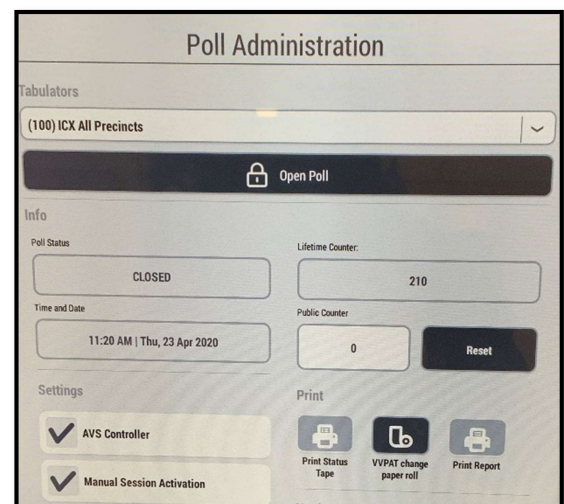 Poll Administration
Tabulators
(100) ICX All Precincts
Open Poll
Info
Poll Status
CLOSED
Lifetime Counter:
210
Time and Date
11:20 AM | Thu, 23 Apr 2020
Public Counter
0
Reset
Settings
AVS Controller
Manual Session Activation
Print
Print Status
Tape
VVPAT change
paper roll
Print Report